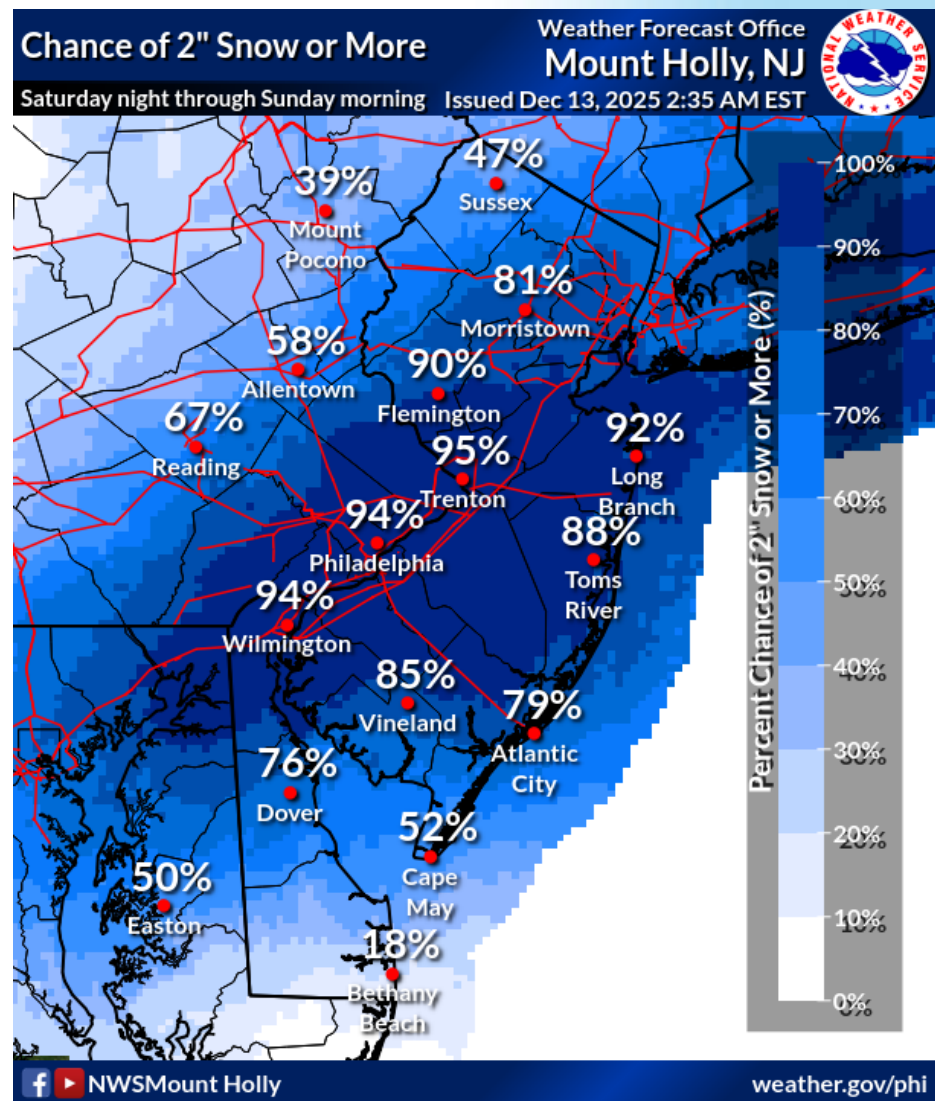 Chance of 2" Snow or More
Saturday night through Sunday morning
Weather Forecast Office
Mount Holly, NJ
Issued Dec 13, 2025 2:35 AM EST
NATIONAL WEATHER SERVICE
47%
Sussex
39%
Mount
Pocono
81%
Morristown
58%
Allentown
90%
Flemington
67%
Reading
92%
Long
Branch
95%
Trenton
94%
Philadelphia
88%
Toms
River
94%
Wilmington
85%
Vineland
79%
Atlantic
City
76%
Dover
52%
Cape
May
50%
Easton
18%
Bethany
Beach
Percent Chance of 2" Snow or More (%)
100%
90%
80%
70%
60%
50%
40%
30%
20%
10%
0%
NWSMount Holly
weather.gov/phi